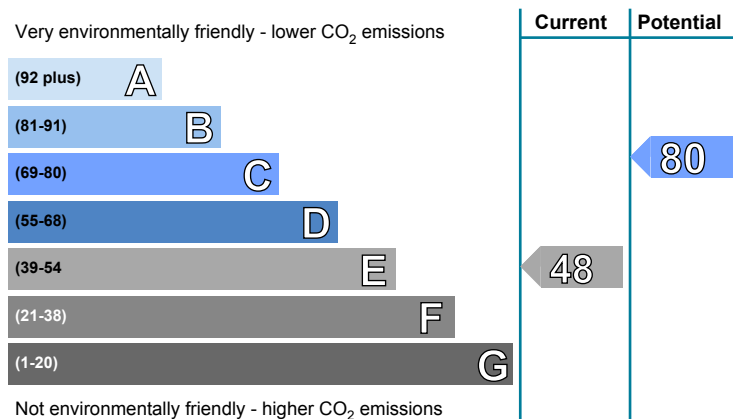 Current Potential
Very environmentally friendly - lower CO₂ emissions
(92 plus) A
(81-91) B
80
(69-80) C
(55-68) D
(39-54 E 48
(21-38) F
(1-20) G
Not environmentally friendly - higher CO₂ emissions